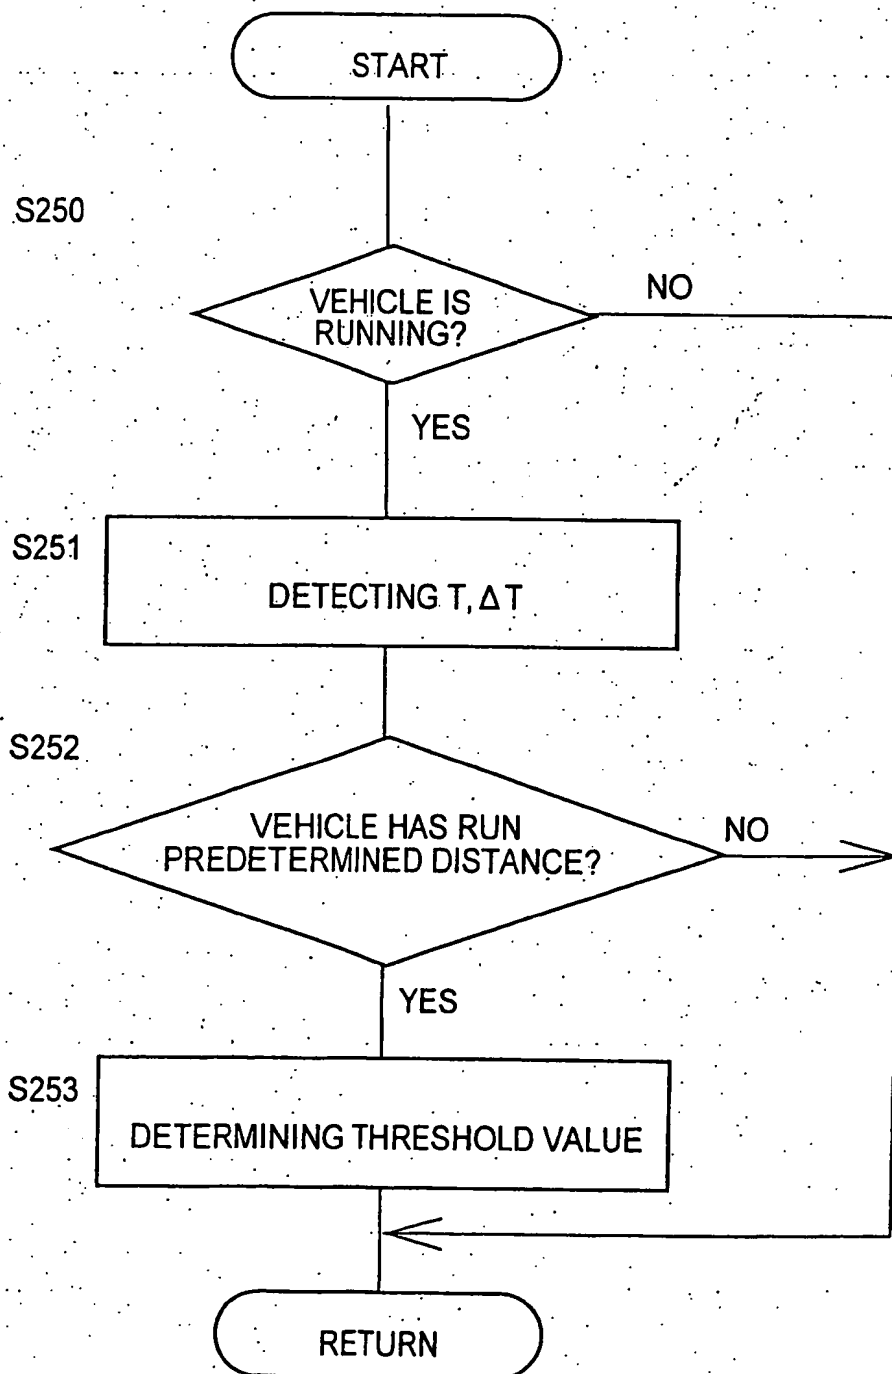 START
S250
VEHICLE IS
RUNNING?
NO
YES
S251
DETECTING T, Δ T
S252
VEHICLE HAS RUN
PREDETERMINED DISTANCE?
NO
YES
S253
DETERMINING THRESHOLD VALUE
RETURN